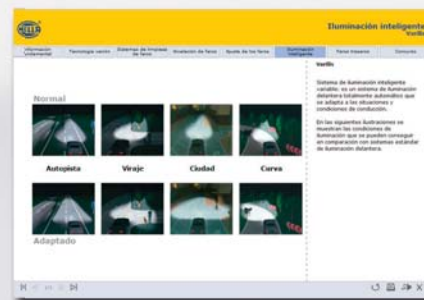 HELLA
Iluminación inteligente
Varilis
Información fundamental
Tecnología xenón
Sistemas de limpieza de faros
Nivelación de faros
Ajuste de los faros
Iluminación inteligente
Faros traseros
Concurso
Varilis
Sistema de iluminación inteligente
variable: es un sistema de iluminación
delantera totalmente automático que
se adapta a las situaciones y
condiciones de conducción.
En las siguientes ilustraciones se
muestran las condiciones de
iluminación que se pueden conseguir
en comparación con sistemas estándar
de iluminación delantera.
Normal
Autopista
Viraje
Ciudad
Curva
Adaptado